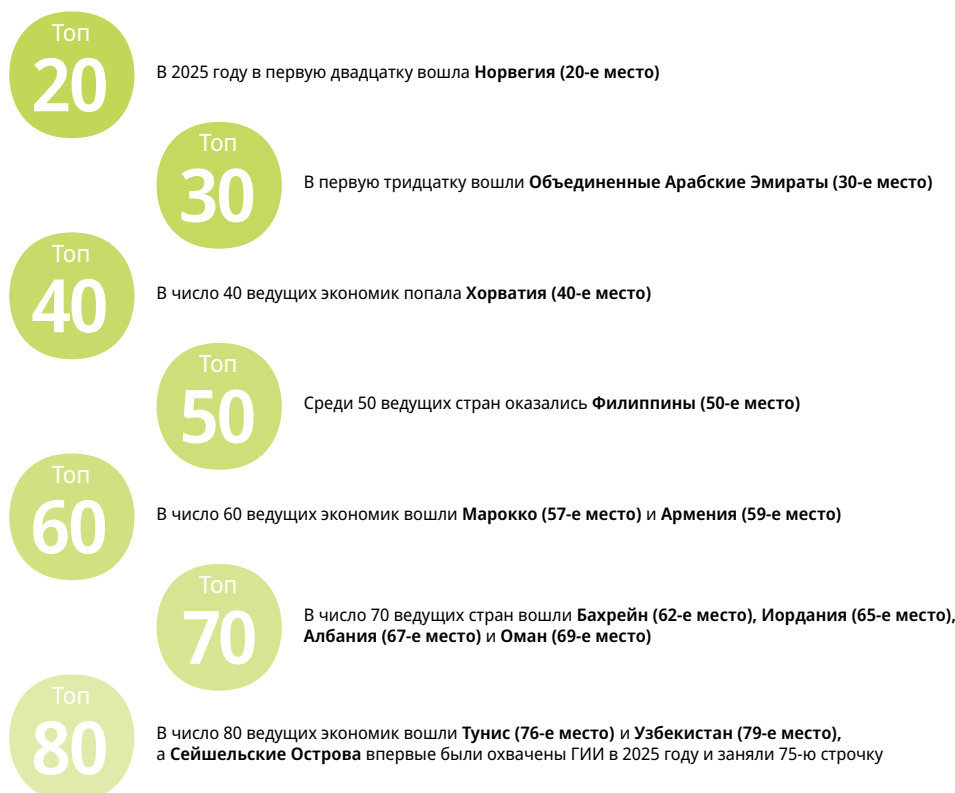 Топ
20
В 2025 году в первую двадцатку вошла Норвегия (20-е место)
Топ
30
В первую тридцатку вошли Объединенные Арабские Эмираты (30-е место)
Топ
40
В число 40 ведущих экономик попала Хорватия (40-е место)
Топ
50
Среди 50 ведущих стран оказались Филиппины (50-е место)
Топ
60
В число 60 ведущих экономик вошли Марокко (57-е место) и Армения (59-е место)
Топ
70
В число 70 ведущих стран вошли Бахрейн (62-е место), Иордания (65-е место),
Албания (67-е место) и Оман (69-е место)
Топ
80
В число 80 ведущих экономик вошли Тунис (76-е место) и Узбекистан (79-е место),
а Сейшельские Острова впервые были охвачены ГИИ в 2025 году и заняли 75-ю строчку